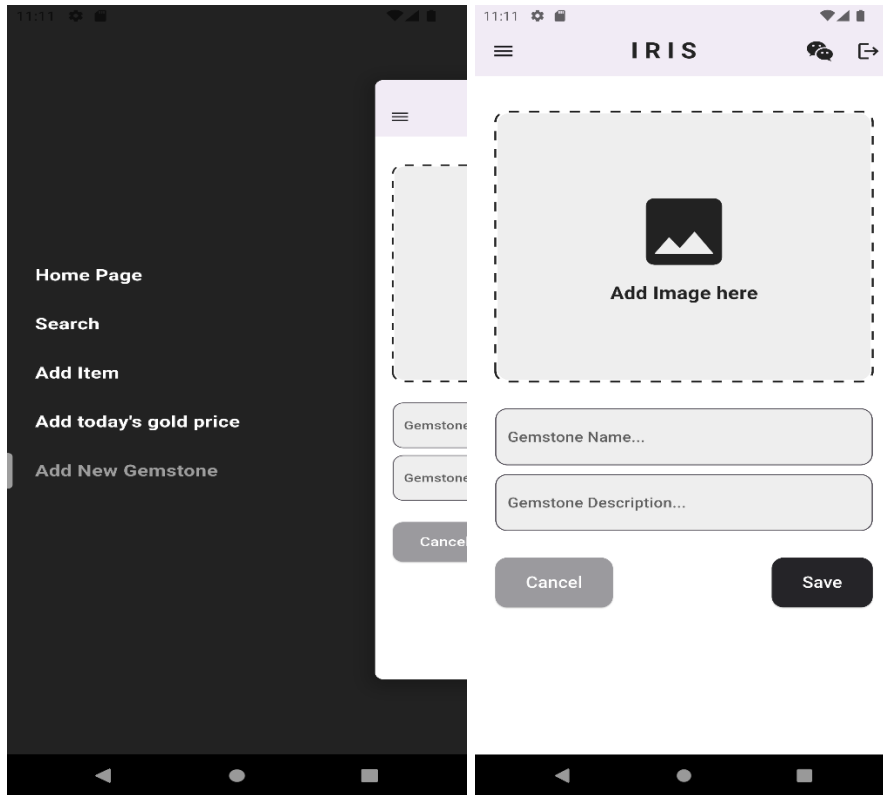 11:11
Home Page
Search
Add Item
Add today's gold price
Add New Gemstone
Gemstone
Gemstone
Cancel
11:11
IRIS
Add Image here
Gemstone Name...
Gemstone Description...
Cancel
Save